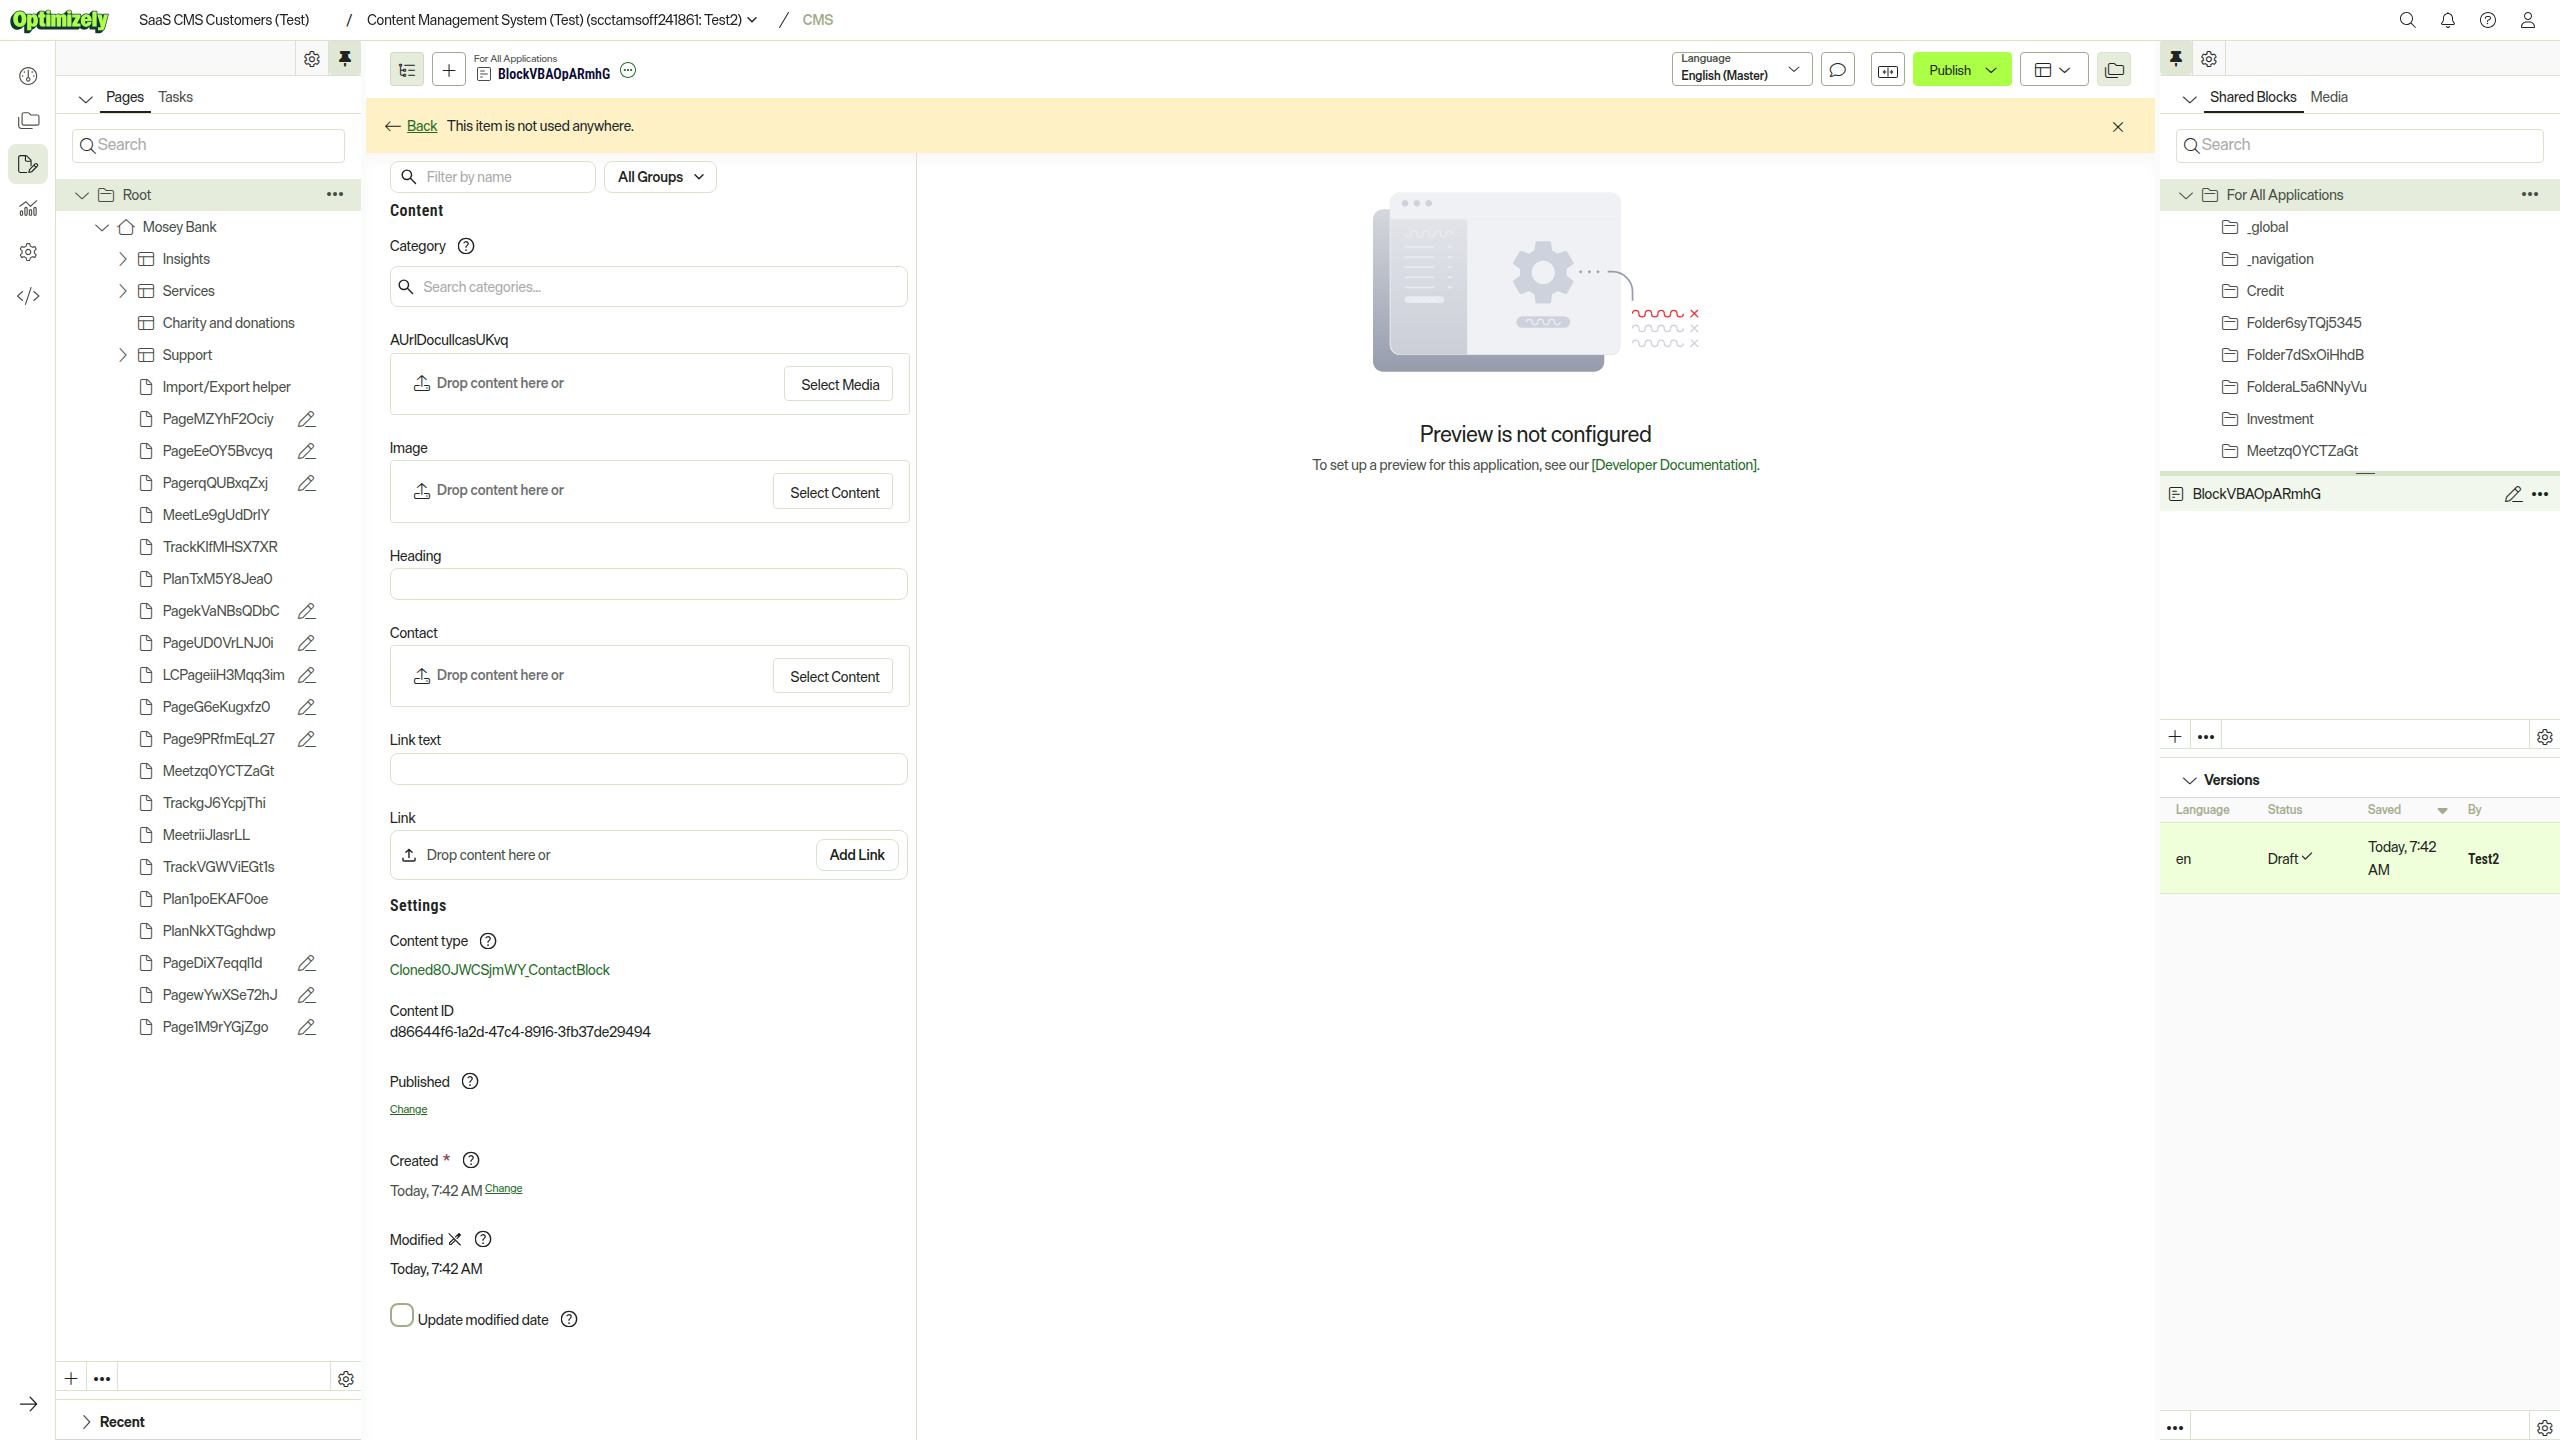 Optimizely
SaaS CMS Customers (Test) / Content Management System (Test) (scctamsoff241861: Test2) / CMS
Pages Tasks
Search
Root
Mosey Bank
Insights
Services
Charity and donations
Support
Import/Export helper
PageMZYhF2Ociy
PageEeOY5Bvcyq
PagerqQUBxqZxj
MeetLe9gUdDrIY
TrackKIfMHSX7XR
PlanTxM5Y8Jea0
PagekVaNBsQDbC
PageUD0VrLNJ0i
LCPageiiH3Mqq3im
PageG6eKugxfz0
Page9PRfmEqL27
Meetzq0YCTZaGt
TrackgJ6YcpjThi
MeetriiJIasrLL
TrackVGWViEGt1s
Plan1poEKAF0oe
PlanNkXTGghdwp
PageDiX7eqql1d
PagewYwXSe72hJ
Page1M9rYGjZgo
Recent
For All Applications
BlockVBAOpARmhG
Language
English (Master)
Publish
Back This item is not used anywhere.
Filter by name All Groups
Content
Category
Search categories...
AUrlDocuIIcasUKvq
Drop content here or Select Media
Image
Drop content here or Select Content
Heading
Contact
Drop content here or Select Content
Link text
Link
Drop content here or Add Link
Settings
Content type
Cloned80JWCSjmWY_ContactBlock
Content ID
d86644f6-1a2d-47c4-8916-3fb37de29494
Published
Change
Created *
Today, 7:42 AM Change
Modified
Today, 7:42 AM
Update modified date
Preview is not configured
To set up a preview for this application, see our [Developer Documentation].
Shared Blocks Media
Search
For All Applications
_global
_navigation
Credit
Folder6syTQj5345
Folder7dSxOiHhdB
FolderaL5a6NNyVu
Investment
Meetzq0YCTZaGt
BlockVBAOpARmhG
Versions
Language Status Saved By
en Draft Today, 7:42 AM Test2